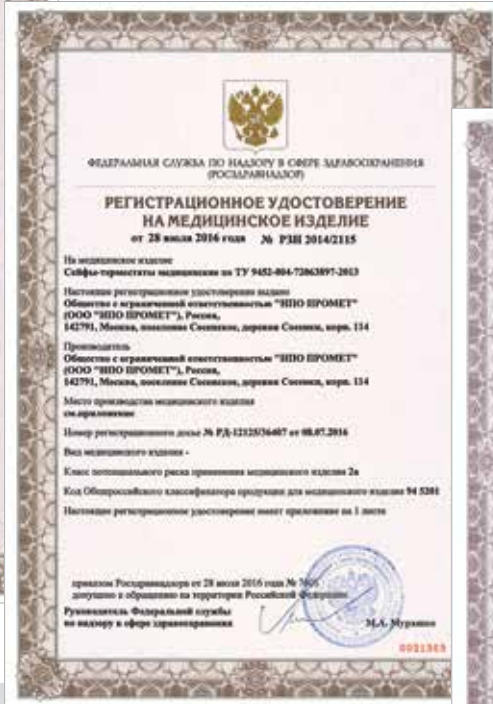 ФЕДЕРАЛЬНАЯ СЛУЖБА ПО НАДЗОРУ В СФЕРЕ ЗДРАВООХРАНЕНИЯ
(РОСЗДРАВНАДЗОР)
РЕГИСТРАЦИОННОЕ УДОСТОВЕРЕНИЕ
НА МЕДИЦИНСКОЕ ИЗДЕЛИЕ
от 28 июля 2016 года № РЗН 2014/2115
На медицинское изделие
Сейфы-термостаты медицинские по ТУ 9452-004-72063897-2013
Настоящее регистрационное удостоверение выдано
Общество с ограниченной ответственностью "НПО ПРОМЕТ"
(ООО "НПО ПРОМЕТ"), Россия,
142791, Москва, поселение Сосенское, деревня Сосенки, корп. 114
Производитель
Общество с ограниченной ответственностью "НПО ПРОМЕТ"
(ООО "НПО ПРОМЕТ"), Россия,
142791, Москва, поселение Сосенское, деревня Сосенки, корп. 114
Место производства медицинского изделия
см.приложение
Номер регистрационного досье № РД-12125/36407 от 08.07.2016
Вид медицинского изделия -
Класс потенциального риска применения медицинского изделия 2а
Код Общероссийского классификатора продукции для медицинского изделия 94 5201
Настоящее регистрационное удостоверение имеет приложение на 1 листе
приказом Росздравнадзора от 28 июля 2016 года №
допущено к обращению на территории Российской Федерации
Руководитель Федеральной службы
по надзору в сфере здравоохранения
М.А. Мурашко